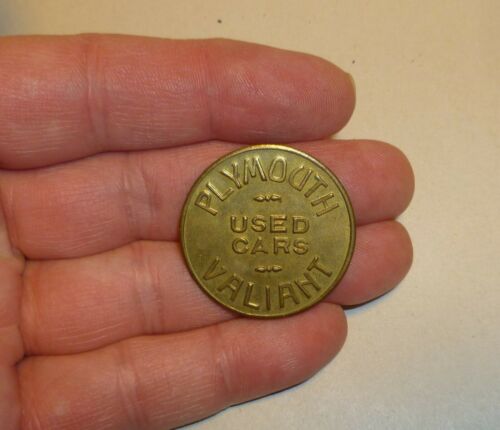 PLYMOUTH
USED
CARS
VALIANT